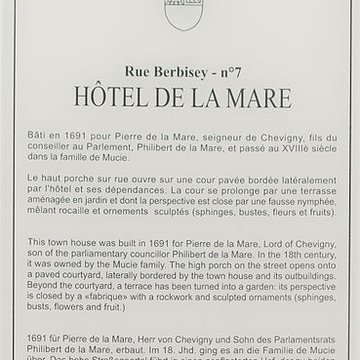 Rue Berbisey - n°7
HÔTEL DE LA MARE
Bâti en 1691 pour Pierre de la Mare, seigneur de Chevigny, fils du
conseiller au Parlement, Philibert de la Mare, et passé au XVIIIè siècle
dans la famille de Mucie.
Le haut porche sur rue ouvre sur une cour pavée bordée latéralement
par l'hôtel et ses dépendances. La cour se prolonge par une terrasse
aménagée en jardin et dont la perspective est close par une fausse nymphée,
mêlant rocaille et ornements sculptés (sphinges, bustes, fleurs et fruits).
This town house was built in 1691 for Pierre de la Mare, Lord of Chevigny,
son of the parliamentary councillor Philibert de la Mare. In the 18th century,
it was owned by the Mucie family. The high porch on the street opens onto
a paved courtyard, laterally bordered by the town house and its outbuildings.
Beyond the courtyard, a terrace has been turned into a garden: its perspective
is closed by a «fabrique» with a rockwork and sculpted ornaments (sphinges,
busts, flowers and fruit.)
1691 für Pierre de la Mare, Herr von Chevigny und Sohn des Parlamentsrats
Philibert de la Mare, erbaut. Im 18. Jhd. ging es an die Familie de Mucie